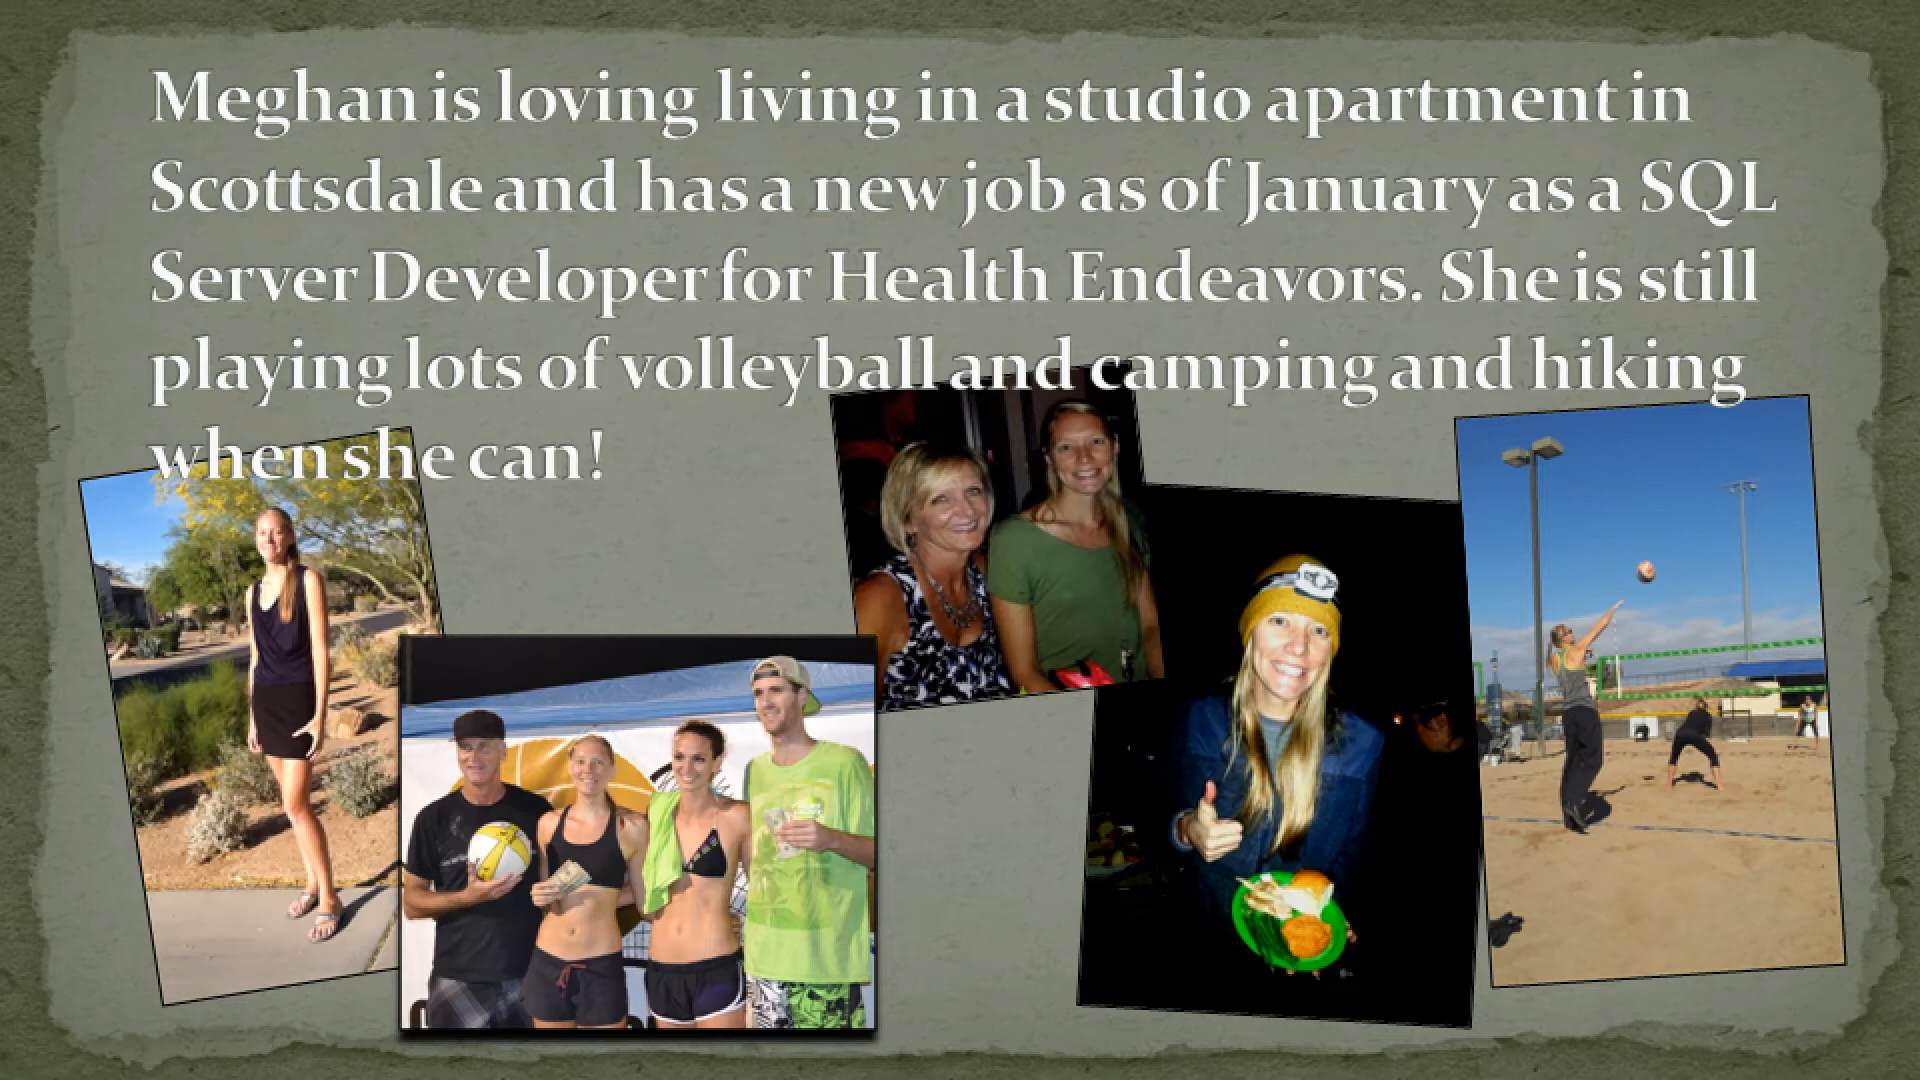 Meghan is loving living in a studio apartment in
Scottsdale and has a new job as of January as a SQL
Server Developer for Health Endeavors. She is still
playing lots of volleyball and camping and hiking
when she can!